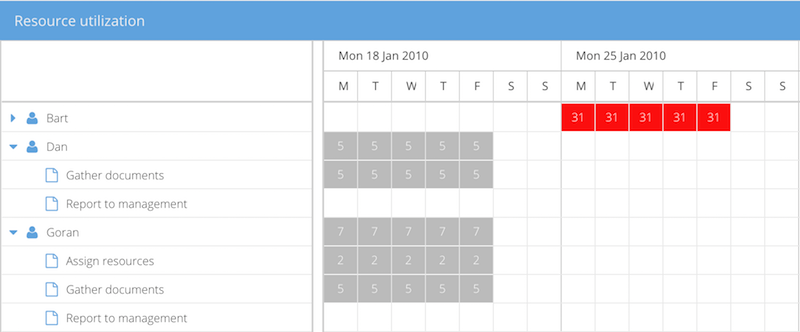 Resource utilization
Mon 18 Jan 2010 Mon 25 Jan 2010
M T W T F S S M T W T F S S
Bart 31 31 31 31 31
Dan 5 5 5 5 5
Gather documents 5 5 5 5 5
Report to management
Goran 7 7 7 7 7
Assign resources 2 2 2 2 2
Gather documents 5 5 5 5 5
Report to management